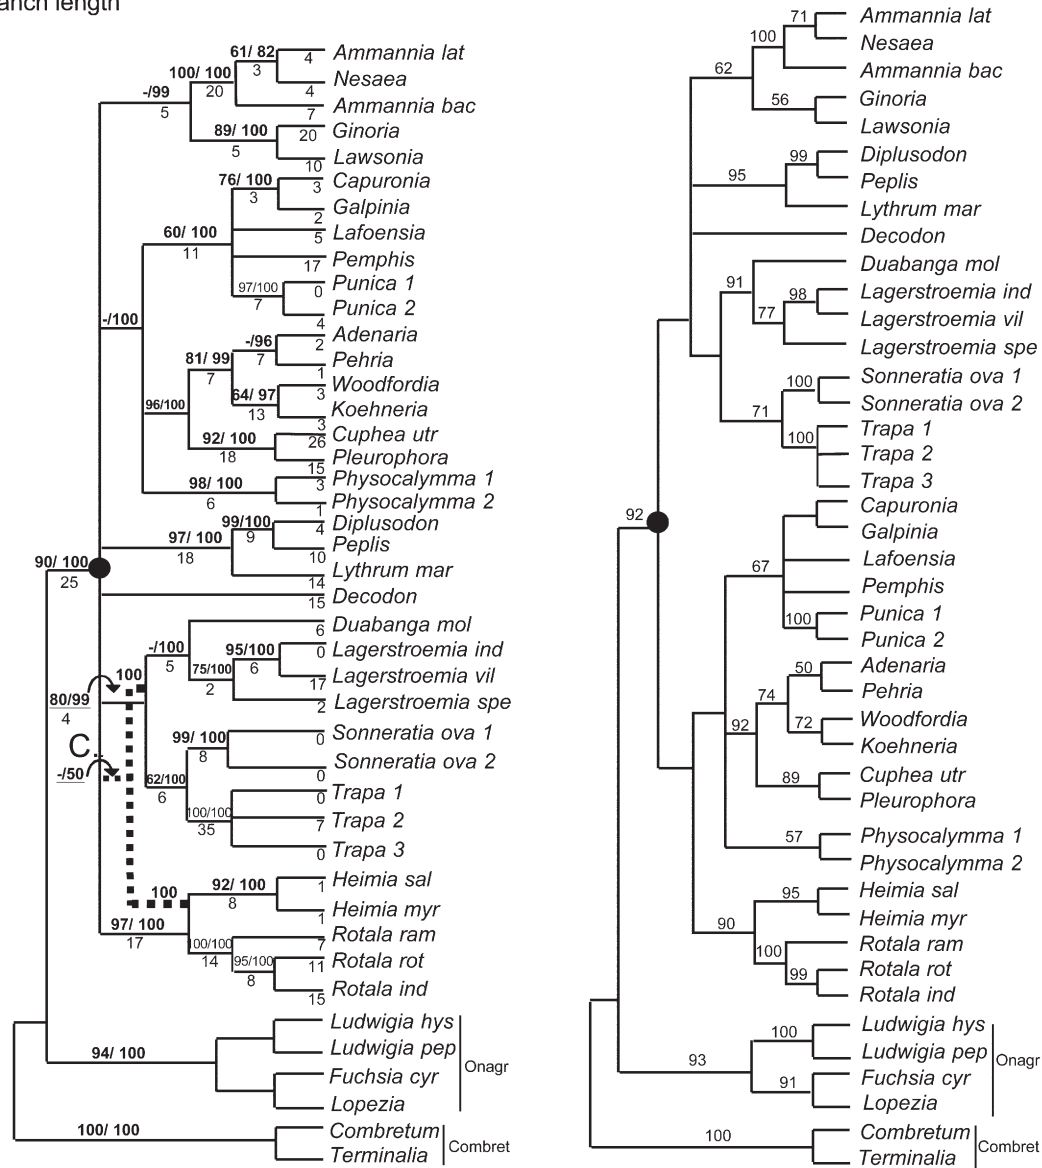 anch length
61/ 82
4
Ammannia lat
3
100/ 100
Nesaea
4
20
-/99
Ammannia bac
7
5
Ginoria
20
89/ 100
5
Lawsonia
10
Capuronia
76/ 100
3
3
Galpinia
2
Lafoensia
5
60/ 100
11
Pemphis
17
Punica 1
97/100
0
7
Punica 2
4
-/100
Adenaria
-/96
2
7
Pehria
1
81/ 99
7
Woodfordia
3
64/ 97
13
Koehneria
3
96/100
Cuphea utr
26
92/ 100
18
Pleurophora
15
Physocalymma 1
3
98/ 100
6
Physocalymma 2
1
Diplusodon
99/100
4
9
Peplis
10
97/ 100
18
Lythrum mar
14
90/ 100
25
Decodon
15
Duabanga mol
6
-/100
5
Lagerstroemia ind
0
95/100
6
75/100
2
Lagerstroemia vil
17
Lagerstroemia spe
2
100
80/99
4
Sonneratia ova 1
0
99/ 100
8
Sonneratia ova 2
0
C.
-/50
62/100
6
Trapa 1
0
100/100
35
Trapa 2
7
Trapa 3
0
Heimia sal
1
92/ 100
8
100
Heimia myr
1
97/ 100
17
Rotala ram
7
100/100
14
Rotala rot
11
95/100
8
Rotala ind
15
Ludwigia hys
Ludwigia pep
94/ 100
Onagr
Fuchsia cyr
Lopezia
Combretum
100/ 100
Combret
Terminalia
71
Ammannia lat
100
Nesaea
62
Ammannia bac
56
Ginoria
Lawsonia
99
Diplusodon
95
Peplis
Lythrum mar
Decodon
Duabanga mol
91
98
Lagerstroemia ind
77
Lagerstroemia vil
Lagerstroemia spe
100
Sonneratia ova 1
71
Sonneratia ova 2
100
Trapa 1
Trapa 2
Trapa 3
92
Capuronia
Galpinia
67
Lafoensia
Pemphis
100
Punica 1
Punica 2
50
Adenaria
74
Pehria
92
72
Woodfordia
Koehneria
89
Cuphea utr
Pleurophora
57
Physocalymma 1
Physocalymma 2
95
Heimia sal
90
Heimia myr
100
Rotala ram
99
Rotala rot
Rotala ind
100
Ludwigia hys
93
Ludwigia pep
Onagr
91
Fuchsia cyr
Lopezia
100
Combretum
Combret
Terminalia